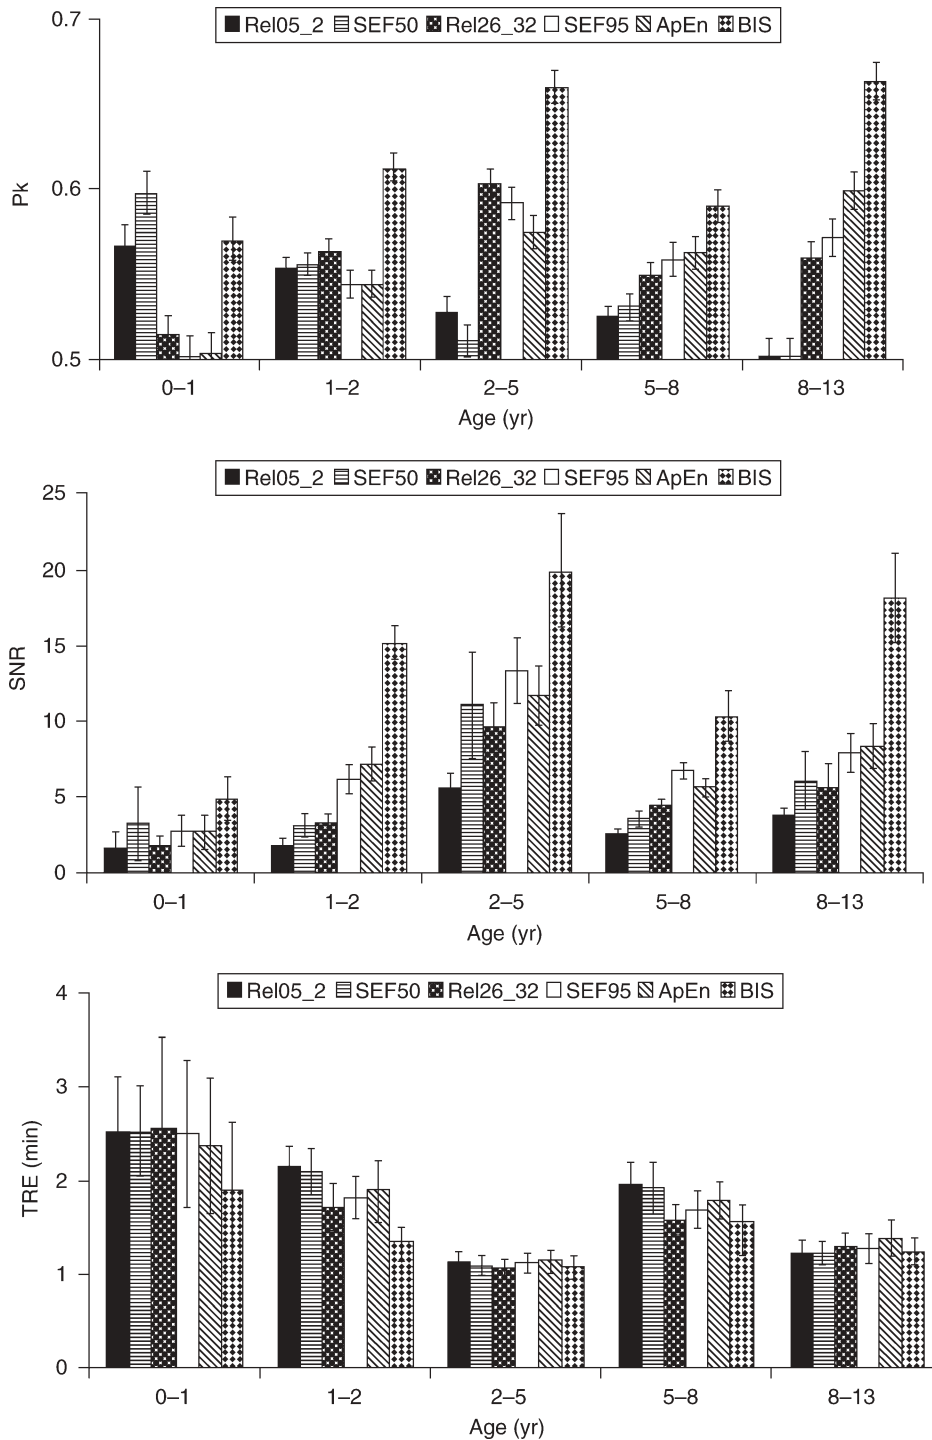 0.7
Rel05_2 SEF50 Rel26_32 SEF95 ApEn BIS
Pk
0.6
0.5
0–1 1–2 2–5 5–8 8–13
Age (yr)
Rel05_2 SEF50 Rel26_32 SEF95 ApEn BIS
25
20
SNR
15
10
5
0
0–1 1–2 2–5 5–8 8–13
Age (yr)
Rel05_2 SEF50 Rel26_32 SEF95 ApEn BIS
4
3
TRE (min)
2
1
0
0–1 1–2 2–5 5–8 8–13
Age (yr)